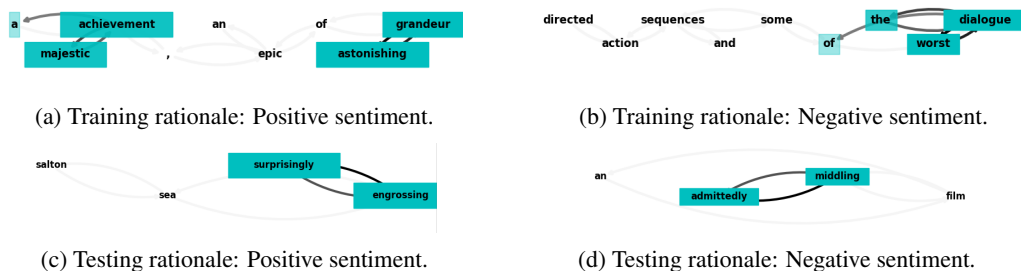 a achievement an of grandeur
majestic , epic astonishing
(a) Training rationale: Positive sentiment.
directed sequences some the dialogue
action and of worst
(b) Training rationale: Negative sentiment.
salton surprisingly
sea engrossing
(c) Testing rationale: Positive sentiment.
an middling
admittedly film
(d) Testing rationale: Negative sentiment.